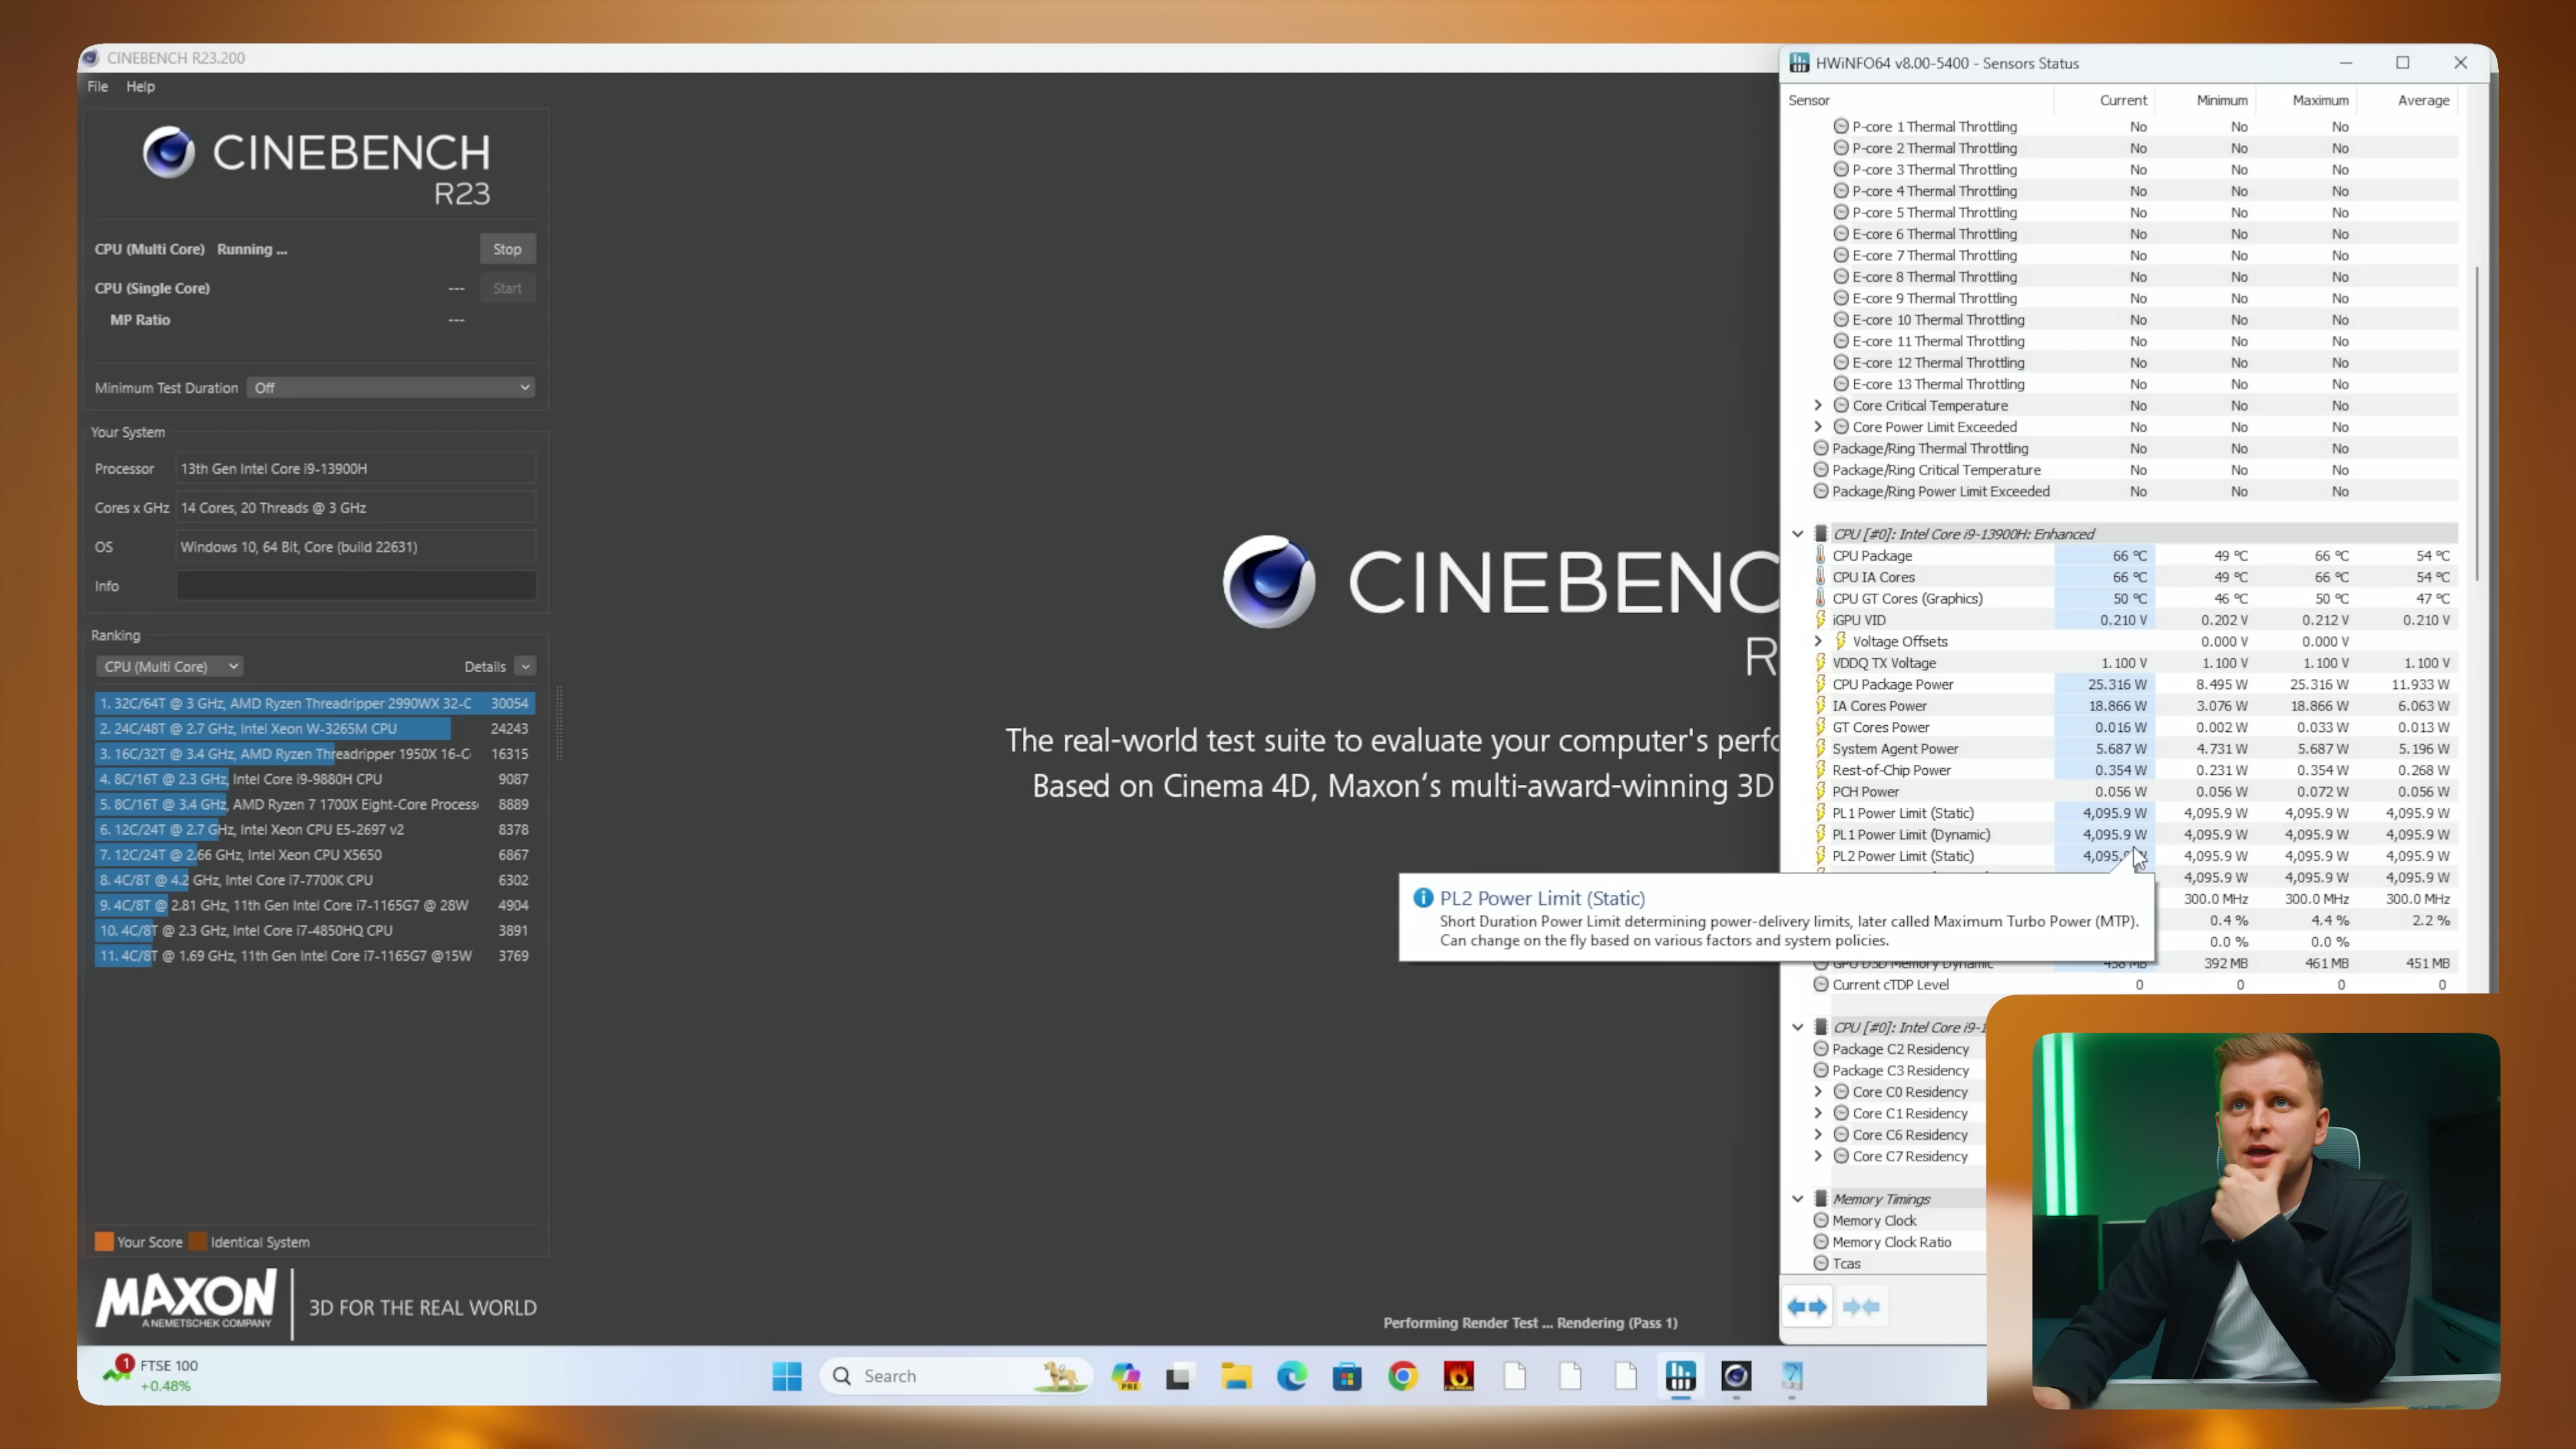 CINEBENCH R23.200
File Help
CINEBENCH
R23
CPU (Multi Core) Running ... Stop
CPU (Single Core) --- Start
MP Ratio ---
Minimum Test Duration Off
Your System
Processor 13th Gen Intel Core i9-13900H
Cores x GHz 14 Cores, 20 Threads @ 3 GHz
OS Windows 10, 64 Bit, Core (build 22631)
Info
Ranking
CPU (Multi Core) Details
1. 32C/64T @ 3 GHz, AMD Ryzen Threadripper 2990WX 32-C 30054
2. 24C/48T @ 2.7 GHz, Intel Xeon W-3265M CPU 24243
3. 16C/32T @ 3.4 GHz, AMD Ryzen Threadripper 1950X 16-C 16315
4. 8C/16T @ 2.3 GHz, Intel Core i9-9880H CPU 9087
5. 8C/16T @ 3.4 GHz, AMD Ryzen 7 1700X Eight-Core Process 8889
6. 12C/24T @ 2.7 GHz, Intel Xeon CPU E5-2697 v2 8378
7. 12C/24T @ 2.66 GHz, Intel Xeon CPU X5650 6867
8. 4C/8T @ 4.2 GHz, Intel Core i7-7700K CPU 6302
9. 4C/8T @ 2.81 GHz, 11th Gen Intel Core i7-1165G7 @ 28W 4904
10. 4C/8T @ 2.3 GHz, Intel Core i7-4850HQ CPU 3891
11. 4C/8T @ 1.69 GHz, 11th Gen Intel Core i7-1165G7 @15W 3769
Your Score Identical System
MAXON
A NEMETSCHEK COMPANY
3D FOR THE REAL WORLD
CINEBENC
R
The real-world test suite to evaluate your computer's perfo
Based on Cinema 4D, Maxon's multi-award-winning 3D
Performing Render Test ... Rendering (Pass 1)
HWiNFO64 v8.00-5400 - Sensors Status
Sensor Current Minimum Maximum Average
P-core 1 Thermal Throttling No No No
P-core 2 Thermal Throttling No No No
P-core 3 Thermal Throttling No No No
P-core 4 Thermal Throttling No No No
P-core 5 Thermal Throttling No No No
E-core 6 Thermal Throttling No No No
E-core 7 Thermal Throttling No No No
E-core 8 Thermal Throttling No No No
E-core 9 Thermal Throttling No No No
E-core 10 Thermal Throttling No No No
E-core 11 Thermal Throttling No No No
E-core 12 Thermal Throttling No No No
E-core 13 Thermal Throttling No No No
Core Critical Temperature No No No
Core Power Limit Exceeded No No No
Package/Ring Thermal Throttling No No No
Package/Ring Critical Temperature No No No
Package/Ring Power Limit Exceeded No No No
CPU [#0]: Intel Core i9-13900H: Enhanced
CPU Package 66 °C 49 °C 66 °C 54 °C
CPU IA Cores 66 °C 49 °C 66 °C 54 °C
CPU GT Cores (Graphics) 50 °C 46 °C 50 °C 47 °C
iGPU VID 0.210 V 0.202 V 0.212 V 0.210 V
Voltage Offsets 0.000 V 0.000 V
VDDQ TX Voltage 1.100 V 1.100 V 1.100 V 1.100 V
CPU Package Power 25.316 W 8.495 W 25.316 W 11.933 W
IA Cores Power 18.866 W 3.076 W 18.866 W 6.063 W
GT Cores Power 0.016 W 0.002 W 0.033 W 0.013 W
System Agent Power 5.687 W 4.731 W 5.687 W 5.196 W
Rest-of-Chip Power 0.354 W 0.231 W 0.354 W 0.268 W
PCH Power 0.056 W 0.056 W 0.072 W 0.056 W
PL1 Power Limit (Static) 4,095.9 W 4,095.9 W 4,095.9 W 4,095.9 W
PL1 Power Limit (Dynamic) 4,095.9 W 4,095.9 W 4,095.9 W 4,095.9 W
PL2 Power Limit (Static) 4,095.9 W 4,095.9 W 4,095.9 W 4,095.9 W
4,095.9 W 4,095.9 W 4,095.9 W
300.0 MHz 300.0 MHz 300.0 MHz
0.4 % 4.4 % 2.2 %
0.0 % 0.0 %
PL2 Power Limit (Static)
Short Duration Power Limit determining power-delivery limits, later called Maximum Turbo Power (MTP).
Can change on the fly based on various factors and system policies.
GPU D3D Memory Dynamic 458 MB 392 MB 461 MB 451 MB
Current cTDP Level 0 0 0 0
CPU [#0]: Intel Core i9-1
Package C2 Residency
Package C3 Residency
Core C0 Residency
Core C1 Residency
Core C6 Residency
Core C7 Residency
Memory Timings
Memory Clock
Memory Clock Ratio
Tcas
1 FTSE 100
+0.48%
Search
PRE